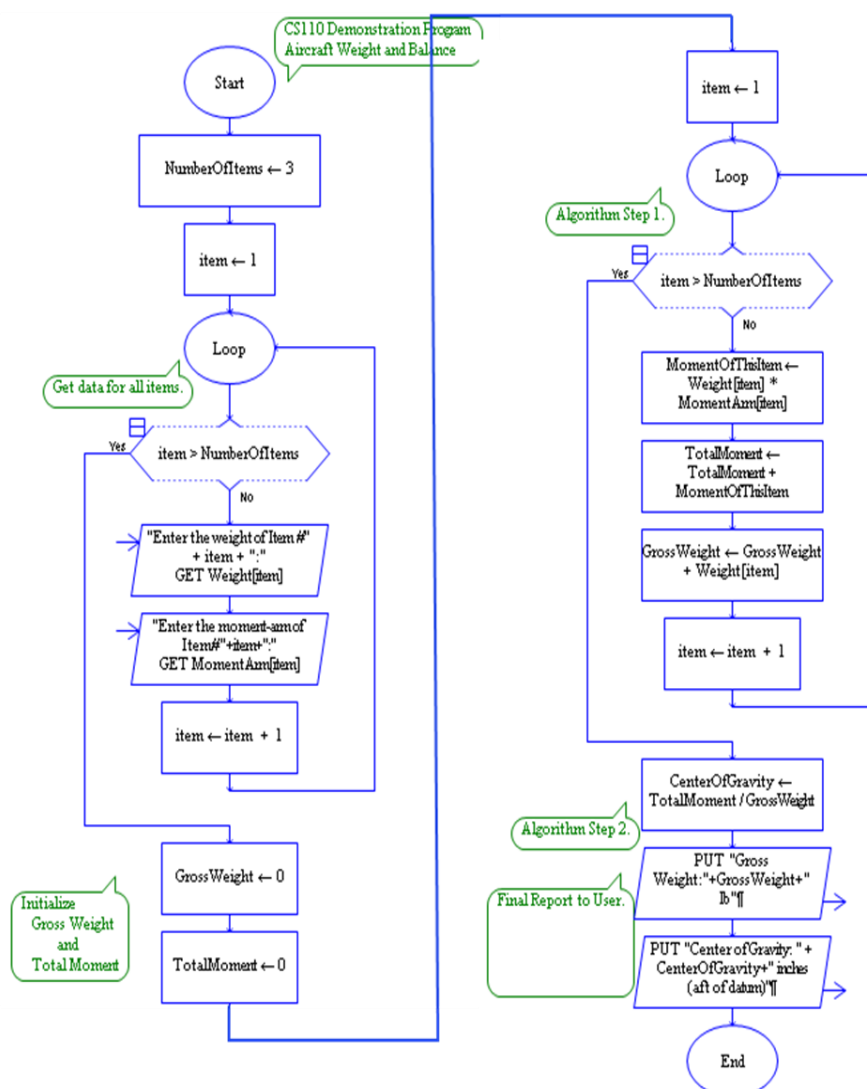 CS110 Demonstration Program
Aircraft Weight and Balance
Start
NumberOfItems ← 3
item ← 1
Loop
Get data for all items.
Yes
item > NumberOfItems
No
"Enter the weight of Item #"
+ item + ":"
GET Weight[item]
"Enter the moment-arm of
Item#"+item+":"
GET MomentArm[item]
item ← item + 1
GrossWeight ← 0
Initialize
Gross Weight
and
Total Moment
TotalMoment ← 0
item ← 1
Loop
Algorithm Step 1.
Yes
item > NumberOfItems
No
MomentOfThisItem ←
Weight[item] *
MomentArm[item]
TotalMoment ←
TotalMoment +
MomentOfThisItem
GrossWeight ← GrossWeight
+ Weight[item]
item ← item + 1
CenterOfGravity ←
TotalMoment / GrossWeight
Algorithm Step 2.
PUT "Gross
Weight:"+GrossWeight+"
lb"¶
Final Report to User.
PUT "Center of Gravity: " +
CenterOfGravity+" inches
(aft of datum)"¶
End